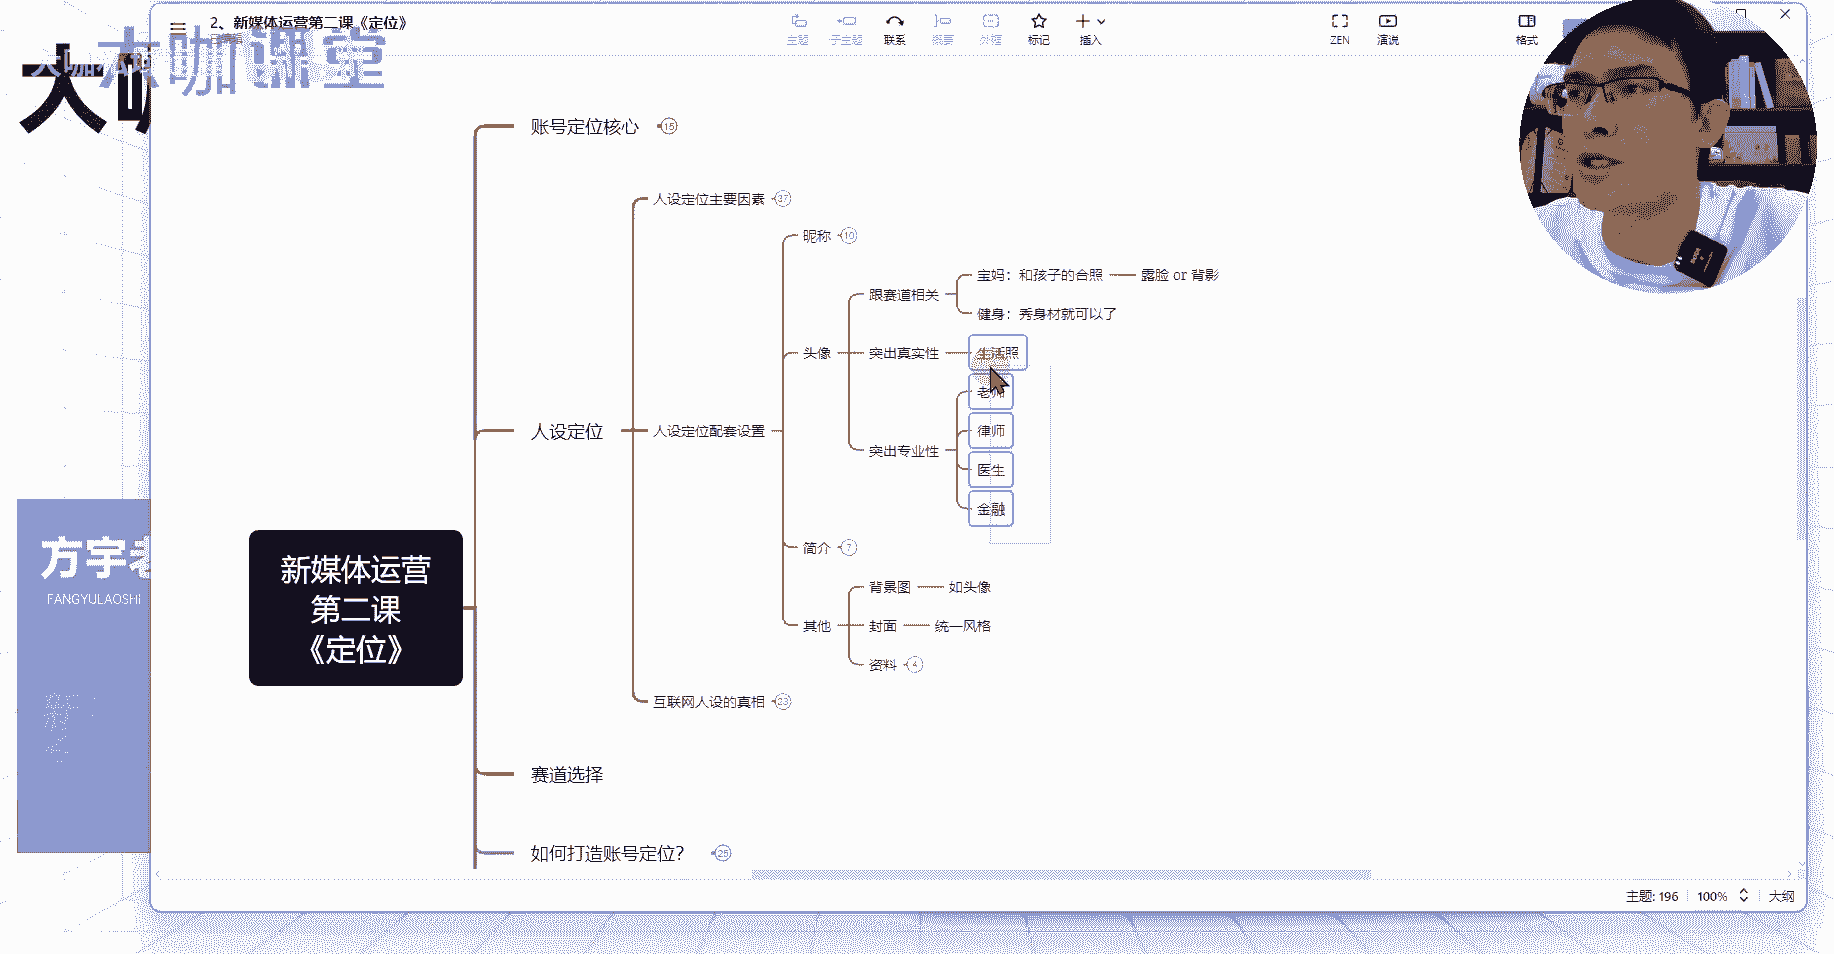 2、新媒体运营第二课《定位》
已编辑
主题
子主题
联系
概要
外框
标记
插入
ZEN
演说
格式
大咖课堂
大咖
账号定位核心 15
人设定位主要因素 37
昵称 10
宝妈：和孩子的合照 露脸 or 背影
跟赛道相关
健身：秀身材就可以了
头像
突出真实性
生活照
老师
人设定位
人设定位配套设置
律师
突出专业性
医生
金融
简介 7
背景图 如头像
其他
封面 统一风格
资料 4
互联网人设的真相 23
新媒体运营
第二课
《定位》
赛道选择
如何打造账号定位？ 25
方宇老
FANGYULAOSHI
主题: 196
100%
大纲